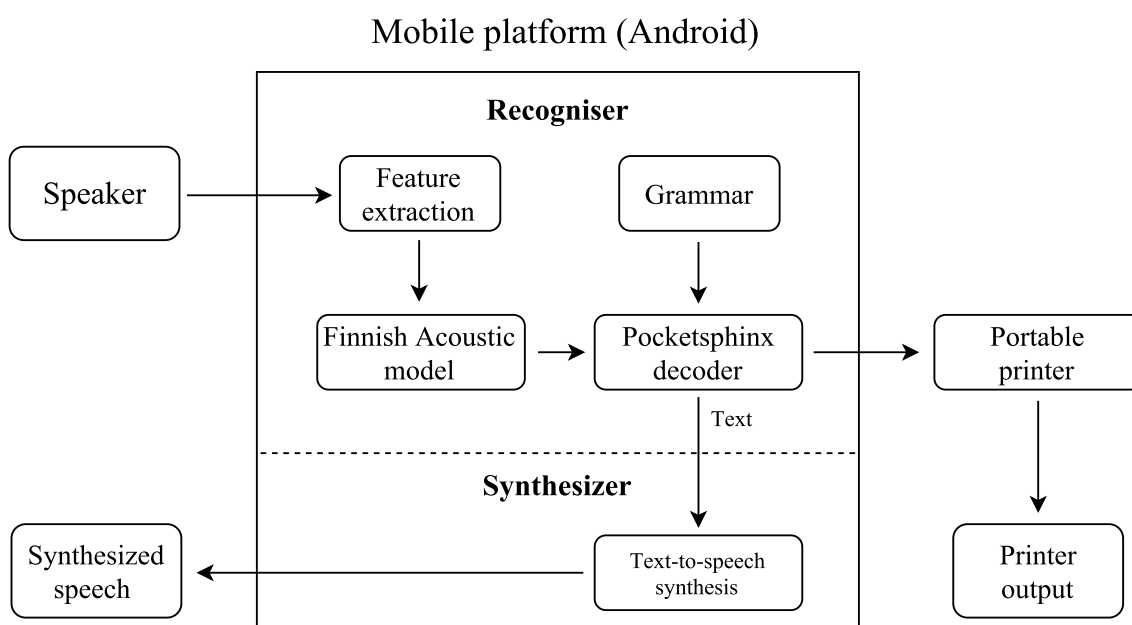 Mobile platform (Android)
Recogniser
Speaker
Feature
extraction
Grammar
Finnish Acoustic
model
Pocketsphinx
decoder
Portable
printer
Text
Synthesizer
Synthesized
speech
Text-to-speech
synthesis
Printer
output